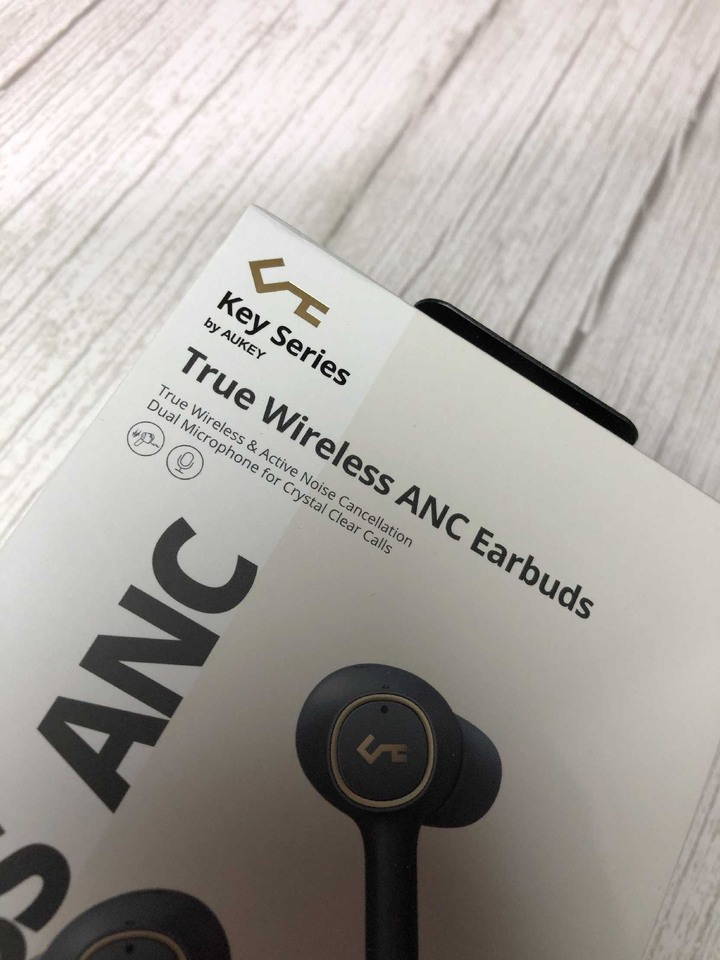 Key Series
by AUKEY
True Wireless ANC Earbuds
True Wireless & Active Noise Cancellation
Dual Microphone for Crystal Clear Calls
ANC